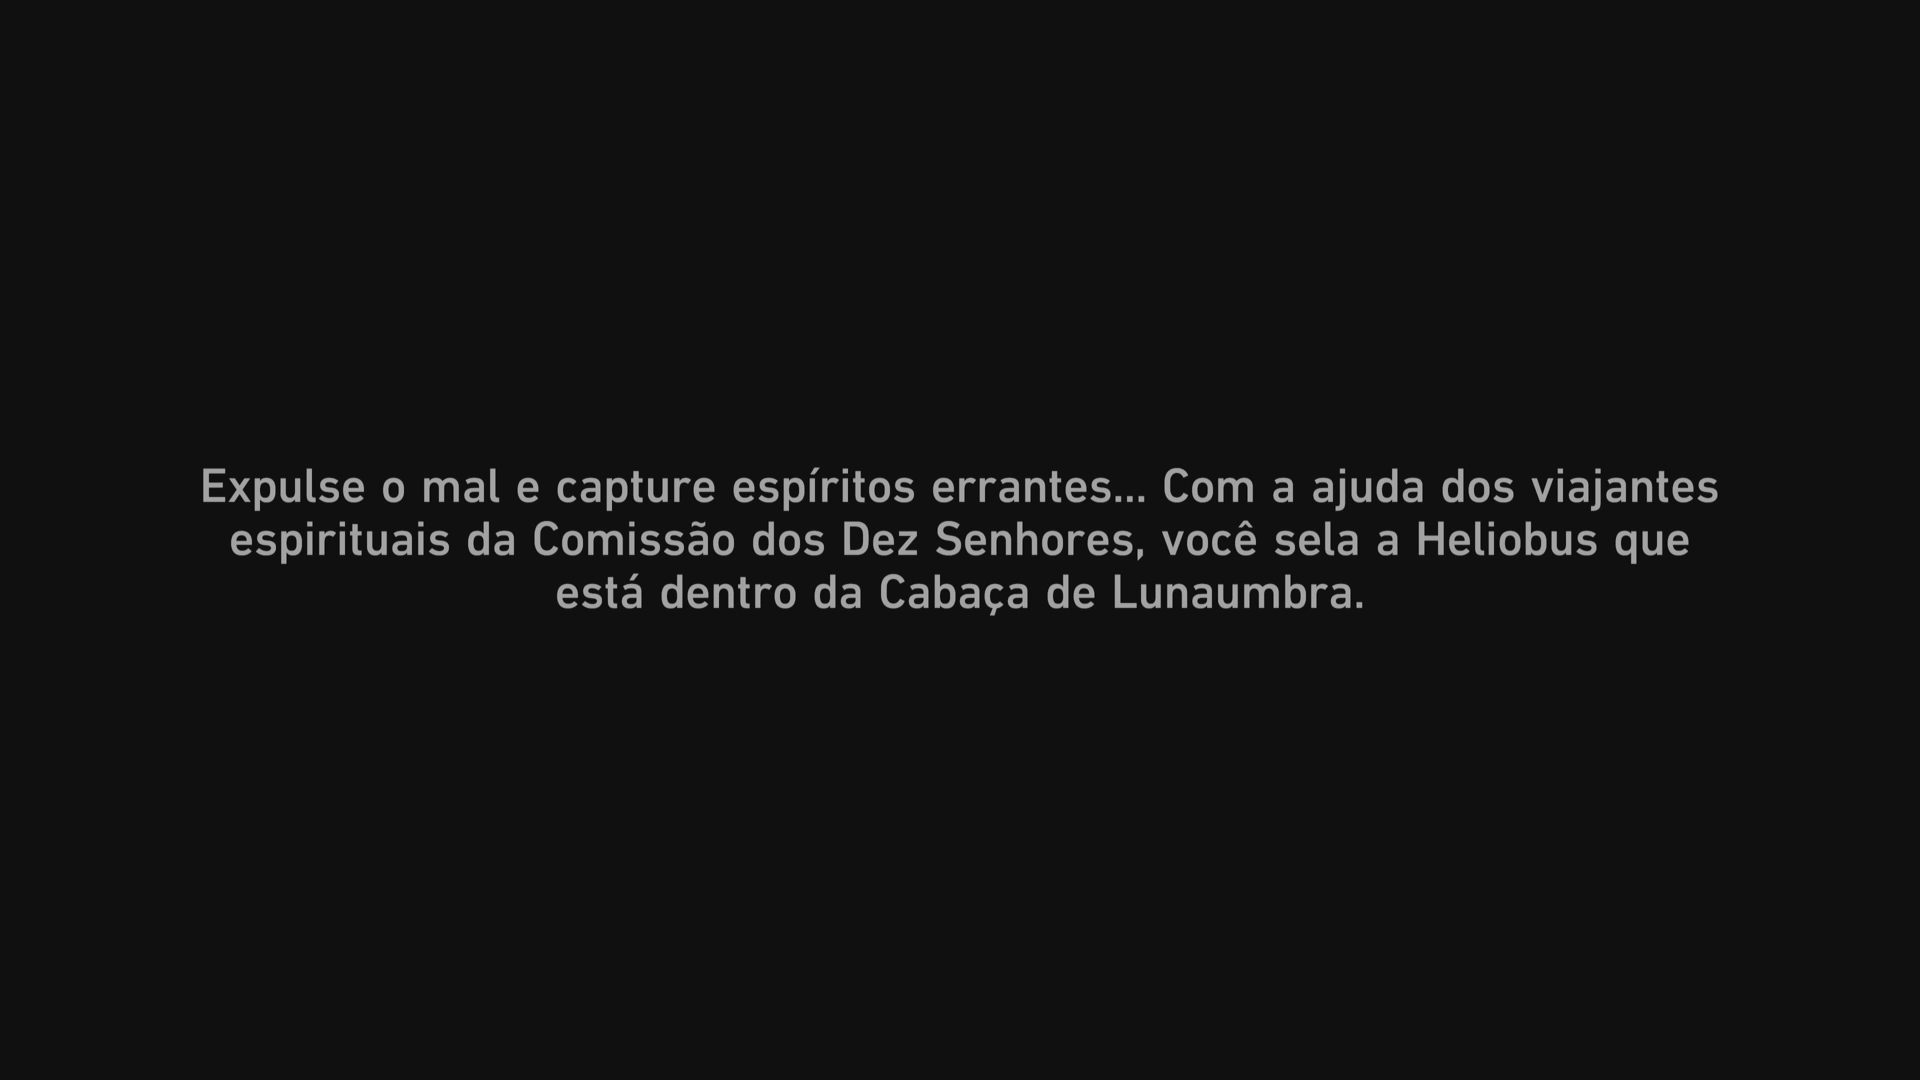 Expulse o mal e capture espíritos errantes... Com a ajuda dos viajantes
espirituais da Comissão dos Dez Senhores, você sela a Heliobus que
está dentro da Cabaça de Lunaumbra.